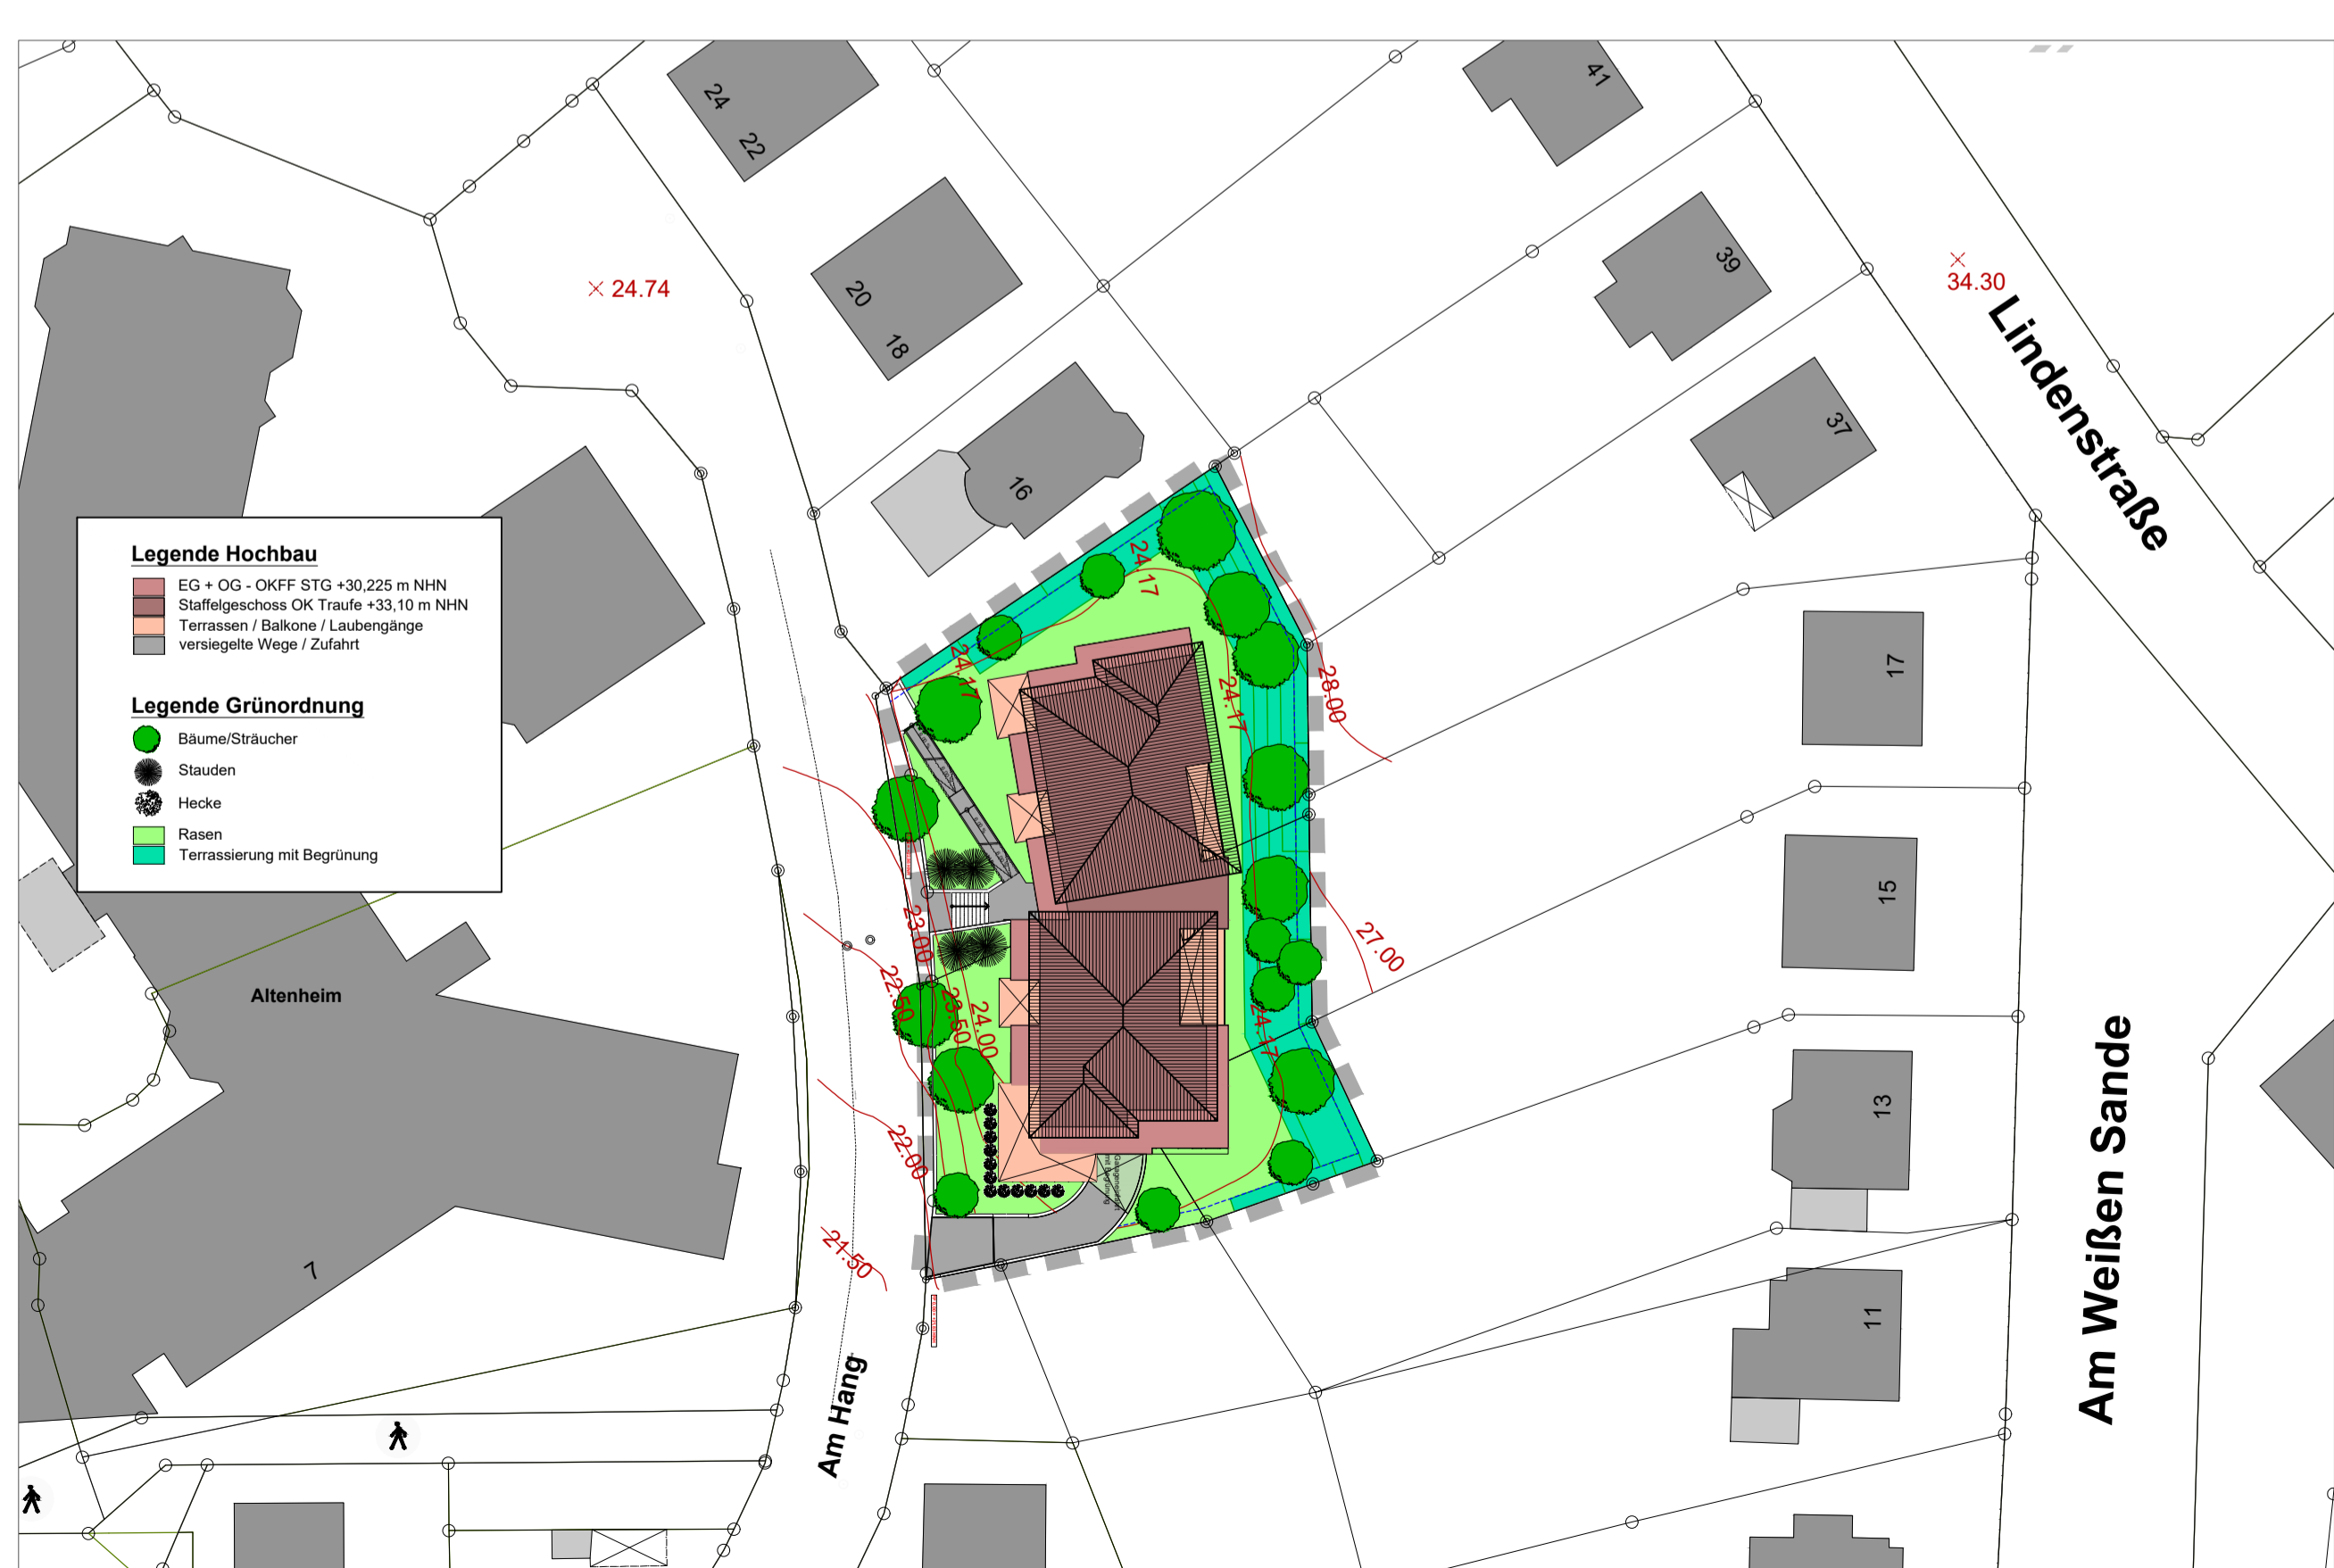 24
22
41
20
18
39
24.74
34.30
Lindenstraße
16
37
Legende Hochbau
EG + OG - OKFF STG +30,225 m NHN
Staffelgeschoss OK Traufe +33,10 m NHN
Terrassen / Balkone / Laubengänge
versiegelte Wege / Zufahrt
Legende Grünordnung
Bäume/Sträucher
Stauden
Hecke
Rasen
Terrassierung mit Begrünung
24.17
24.17
24.17
28.00
17
15
23.00
27.00
22.50
23.50
24.00
24.17
Altenheim
13
22.00
21.50
7
11
Am Hang
Am Weißen Sande